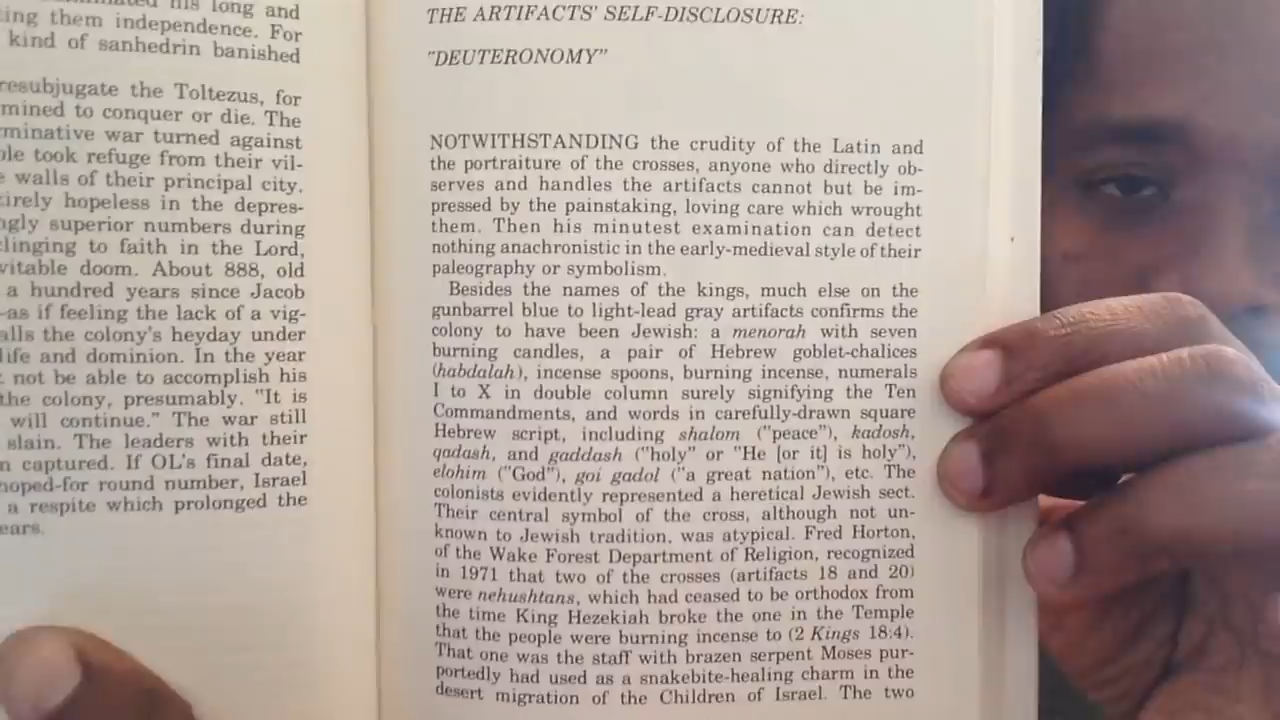 his long and
ing them independence. For
kind of sanhedrin banished
resubjugate the Toltezus, for
mined to conquer or die. The
minative war turned against
ple took refuge from their vil-
e walls of their principal city.
tirely hopeless in the depres-
ngly superior numbers during
clinging to faith in the Lord,
vitable doom. About 888, old
a hundred years since Jacob
-as if feeling the lack of a vig-
alls the colony's heyday under
life and dominion. In the year
not be able to accomplish his
the colony, presumably. "It is
will continue." The war still
slain. The leaders with their
n captured. If OL's final date,
hoped-for round number, Israel
a respite which prolonged the
ears.
THE ARTIFACTS' SELF-DISCLOSURE:
"DEUTERONOMY"
NOTWITHSTANDING the crudity of the Latin and
the portraiture of the crosses, anyone who directly ob-
serves and handles the artifacts cannot but be im-
pressed by the painstaking, loving care which wrought
them. Then his minutest examination can detect
nothing anachronistic in the early-medieval style of their
paleography or symbolism.
Besides the names of the kings, much else on the
gunbarrel blue to light-lead gray artifacts confirms the
colony to have been Jewish: a menorah with seven
burning candles, a pair of Hebrew goblet-chalices
(habdalah), incense spoons, burning incense, numerals
I to X in double column surely signifying the Ten
Commandments, and words in carefully-drawn square
Hebrew script, including shalom ("peace"), kadosh,
qadash, and gaddash ("holy" or "He [or it] is holy"),
elohim ("God"), goi gadol ("a great nation"), etc. The
colonists evidently represented a heretical Jewish sect.
Their central symbol of the cross, although not un-
known to Jewish tradition, was atypical. Fred Horton,
of the Wake Forest Department of Religion, recognized
in 1971 that two of the crosses (artifacts 18 and 20)
were nehushtans, which had ceased to be orthodox from
the time King Hezekiah broke the one in the Temple
that the people were burning incense to (2 Kings 18:4).
That one was the staff with brazen serpent Moses pur-
portedly had used as a snakebite-healing charm in the
desert migration of the Children of Israel. The two